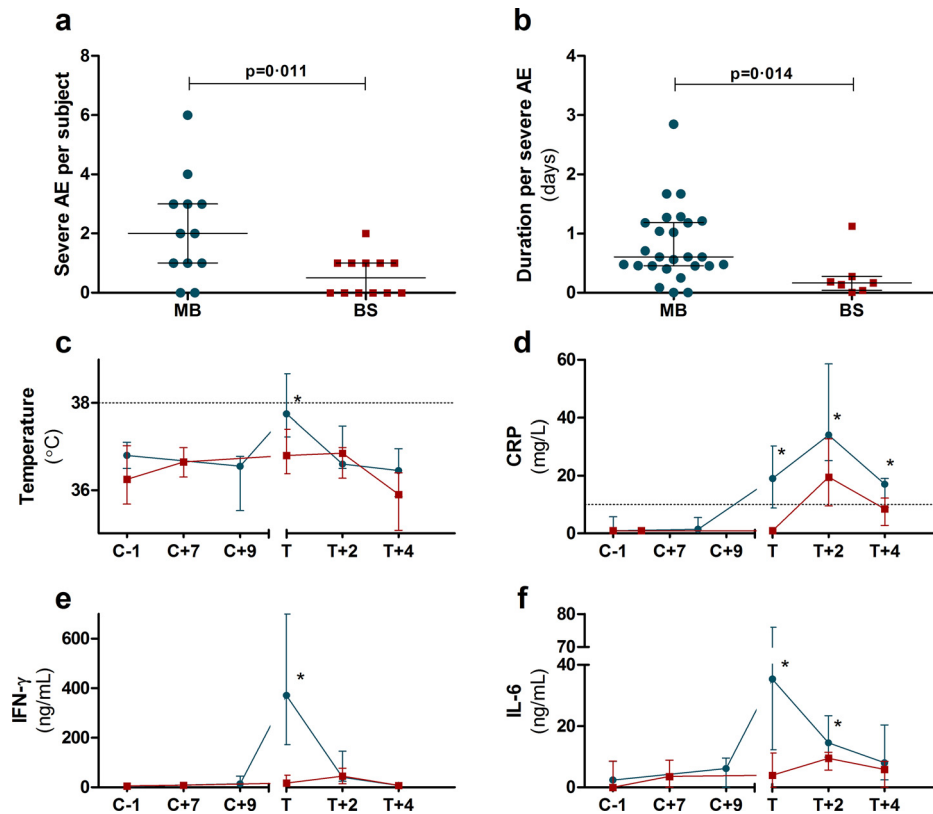 a
Severe AE per subject
8
6
4
2
0
p=0·011
MB
BS
b
Duration per severe AE
(days)
4
3
2
1
0
p=0·014
MB
BS
c
Temperature
(°C)
38
36
*
C-1
C+7
C+9
T
T+2
T+4
d
CRP
(mg/L)
60
40
20
0
*
*
*
C-1
C+7
C+9
T
T+2
T+4
e
IFN-γ
(ng/mL)
600
400
200
0
*
C-1
C+7
C+9
T
T+2
T+4
f
IL-6
(ng/mL)
80
70
40
20
0
*
*
C-1
C+7
C+9
T
T+2
T+4